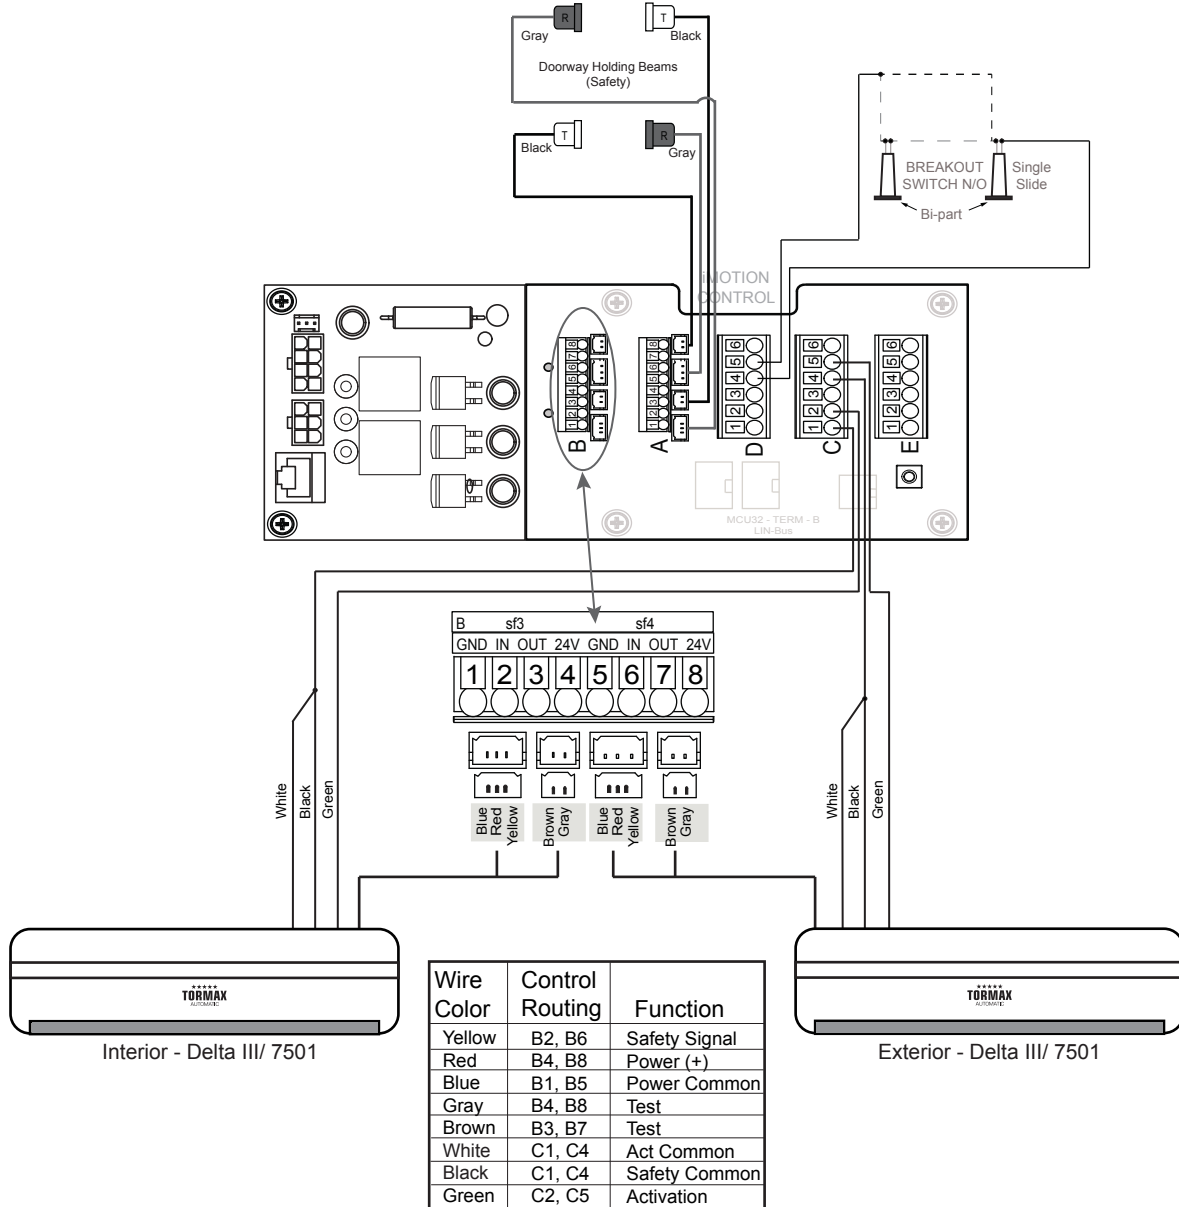 R
T
Gray
Black
Doorway Holding Beams
(Safety)
T
R
Black
Gray
BREAKOUT
SWITCH N/O
Single
Slide
Bi-part
iMOTION
CONTROL
8
7
6
5
4
3
2
1
B
8
7
6
5
4
3
2
1
A
6
5
4
3
2
1
D
6
5
4
3
2
1
C
6
5
4
3
2
1
E
MCU32 - TERM - B
LIN-Bus
B sf3 sf4
GND IN OUT 24V GND IN OUT 24V
1 2 3 4 5 6 7 8
Blue
Red
Yellow
Brown
Gray
Blue
Red
Yellow
Brown
Gray
White
Black
Green
White
Black
Green
TORMAX
AUTOMATIC
Interior - Delta III/ 7501
TORMAX
AUTOMATIC
Exterior - Delta III/ 7501
Wire Color Control Routing Function
Yellow B2, B6 Safety Signal
Red B4, B8 Power (+)
Blue B1, B5 Power Common
Gray B4, B8 Test
Brown B3, B7 Test
White C1, C4 Act Common
Black C1, C4 Safety Common
Green C2, C5 Activation